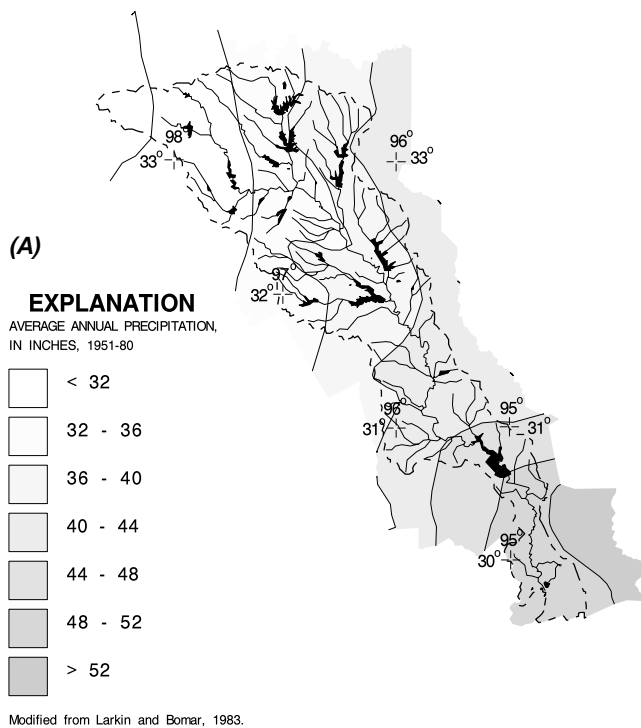 98°
33°
96°
33°
(A)
97°
32°
EXPLANATION
AVERAGE ANNUAL PRECIPITATION,
IN INCHES, 1951-80
< 32
32 - 36
36 - 40
40 - 44
44 - 48
48 - 52
> 52
96°
31°
95°
31°
95°
30°
Modified from Larkin and Bomar, 1983.